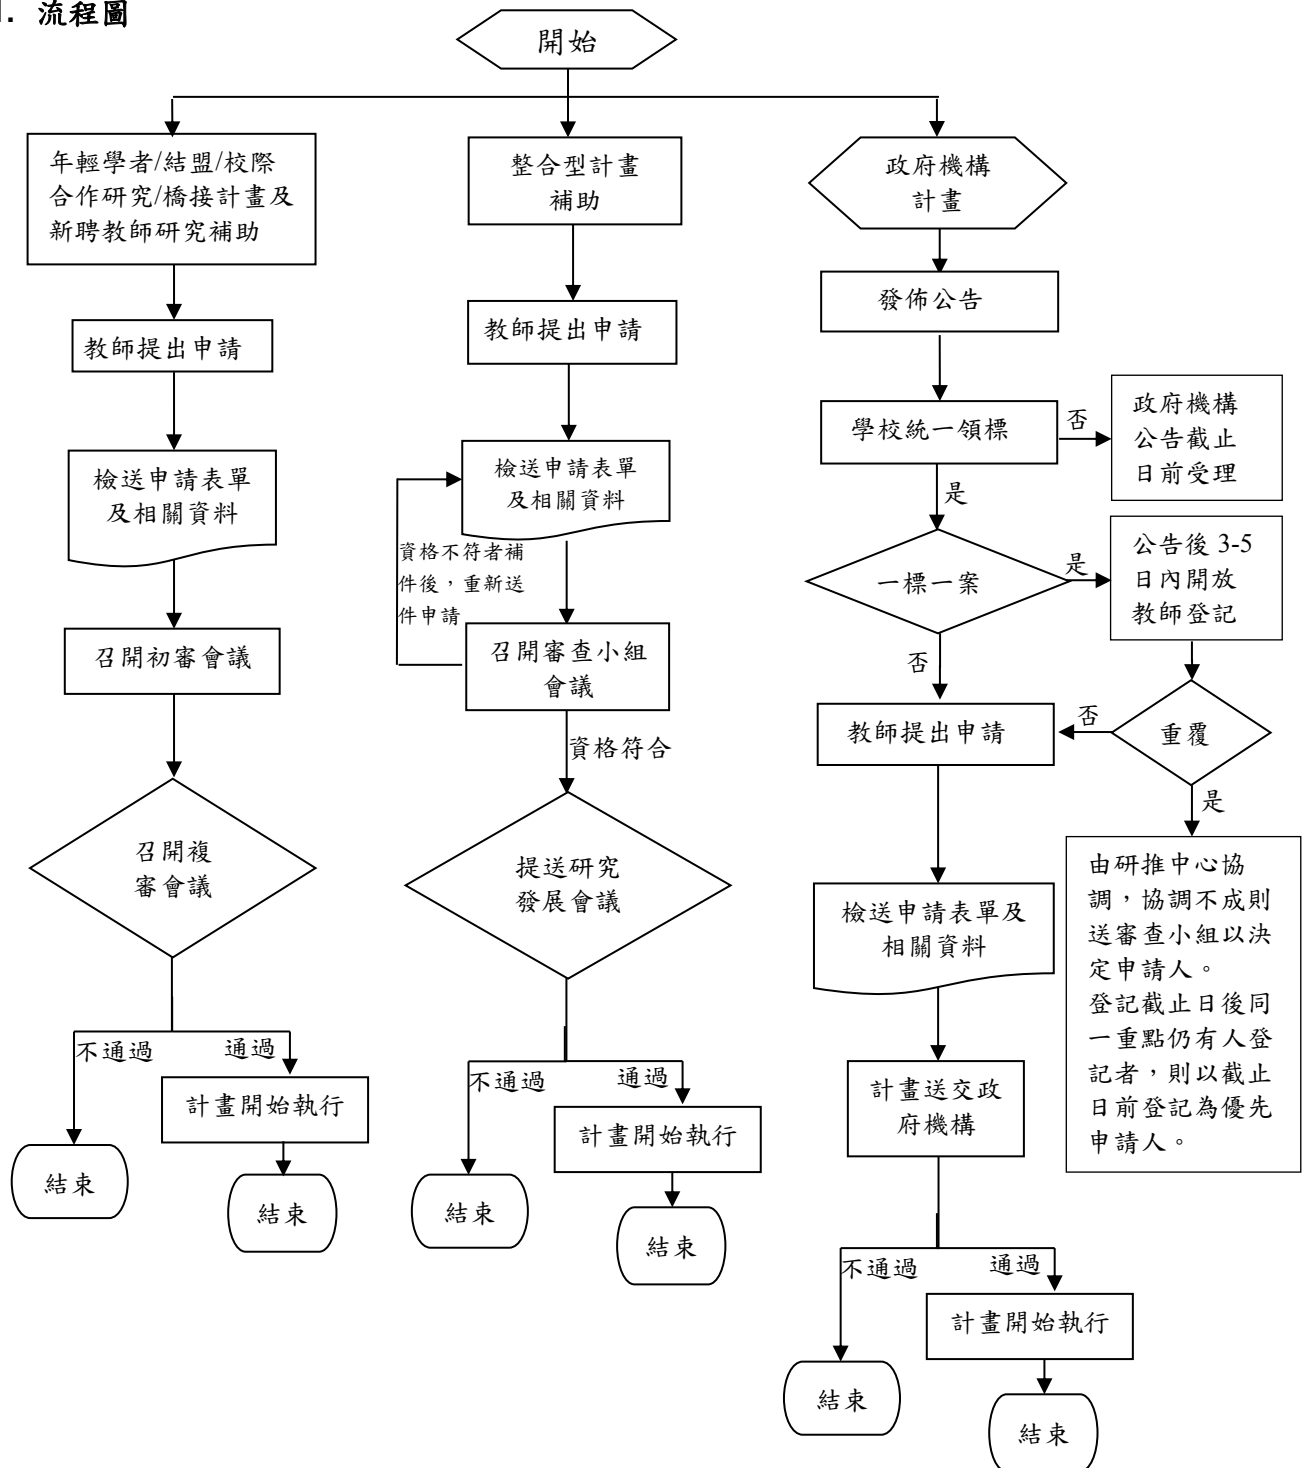 1. 流程圖
開始
年輕學者/結盟/校際
合作研究/橋接計畫及
新聘教師研究補助
教師提出申請
檢送申請表單
及相關資料
召開初審會議
召開複
審會議
不通過
通過
計畫開始執行
結束
結束
整合型計畫
補助
教師提出申請
檢送申請表單
及相關資料
資格不符者補
件後，重新送
件申請
召開審查小組
會議
資格符合
提送研究
發展會議
不通過
通過
計畫開始執行
結束
結束
政府機構
計畫
發佈公告
學校統一領標
否
政府機構
公告截止
日前受理
是
一標一案
是
公告後 3-5
日內開放
教師登記
否
重覆
否
教師提出申請
是
由研推中心協
調，協調不成則
送審查小組以決
定申請人。
登記截止日後同
一重點仍有人登
記者，則以截止
日前登記為優先
申請人。
檢送申請表單及
相關資料
計畫送交政
府機構
不通過
通過
計畫開始執行
結束
結束